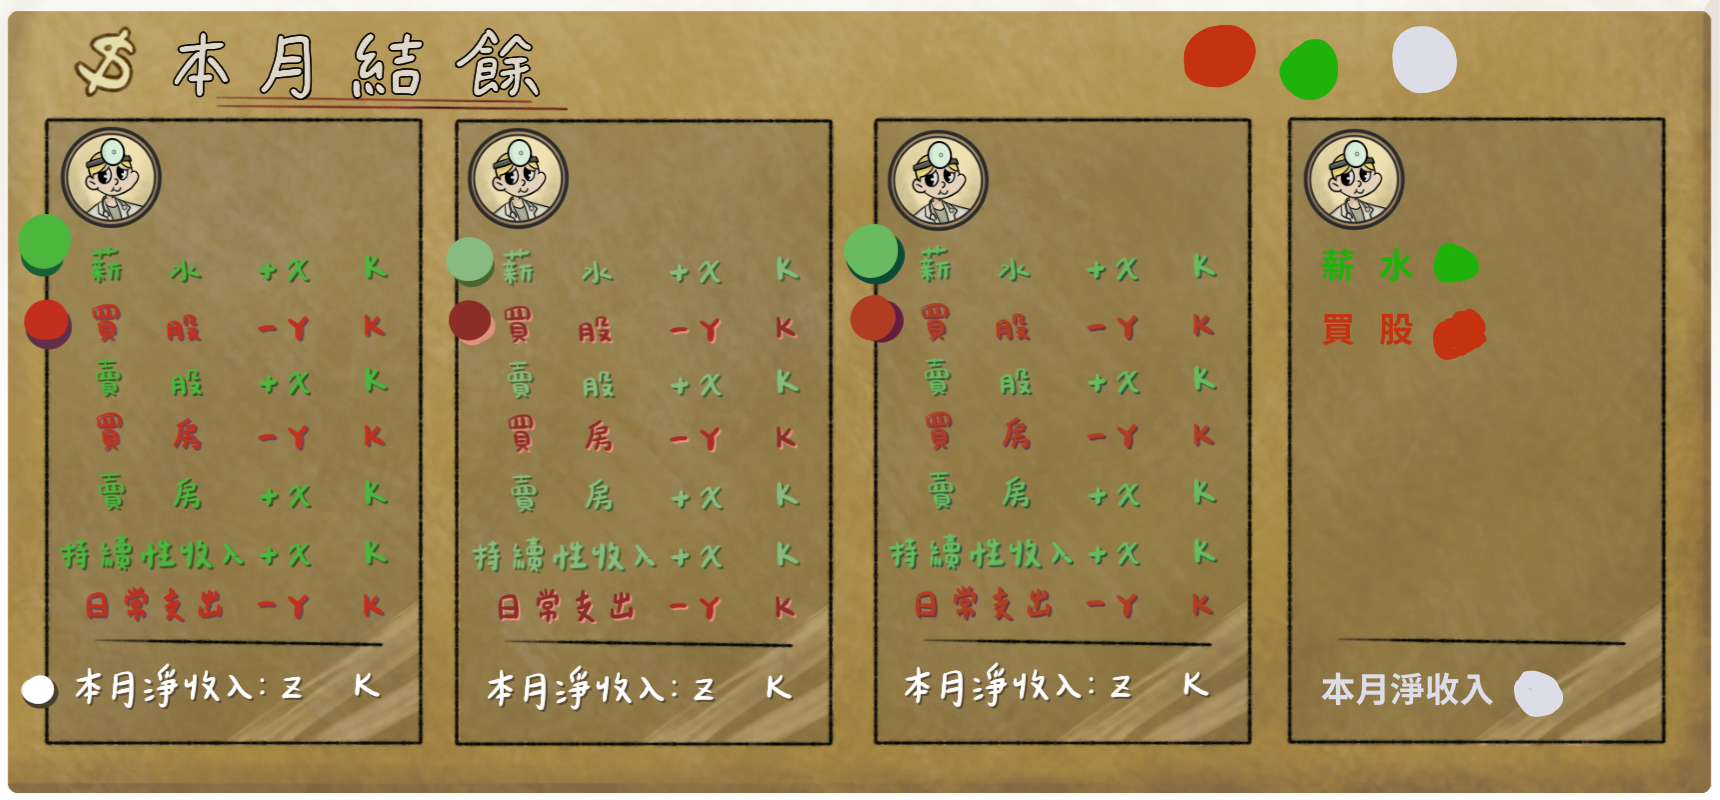 $ 本月結餘
薪水 +X K
買股 -Y K
賣股 +X K
買房 -Y K
賣房 +X K
持續性收入 +X K
日常支出 -Y K
本月淨收入: Z K
薪水 +X K
買股 -Y K
賣股 +X K
買房 -Y K
賣房 +X K
持續性收入 +X K
日常支出 -Y K
本月淨收入: Z K
薪水 +X K
買股 -Y K
賣股 +X K
買房 -Y K
賣房 +X K
持續性收入 +X K
日常支出 -Y K
本月淨收入: Z K
薪水
買股
本月淨收入